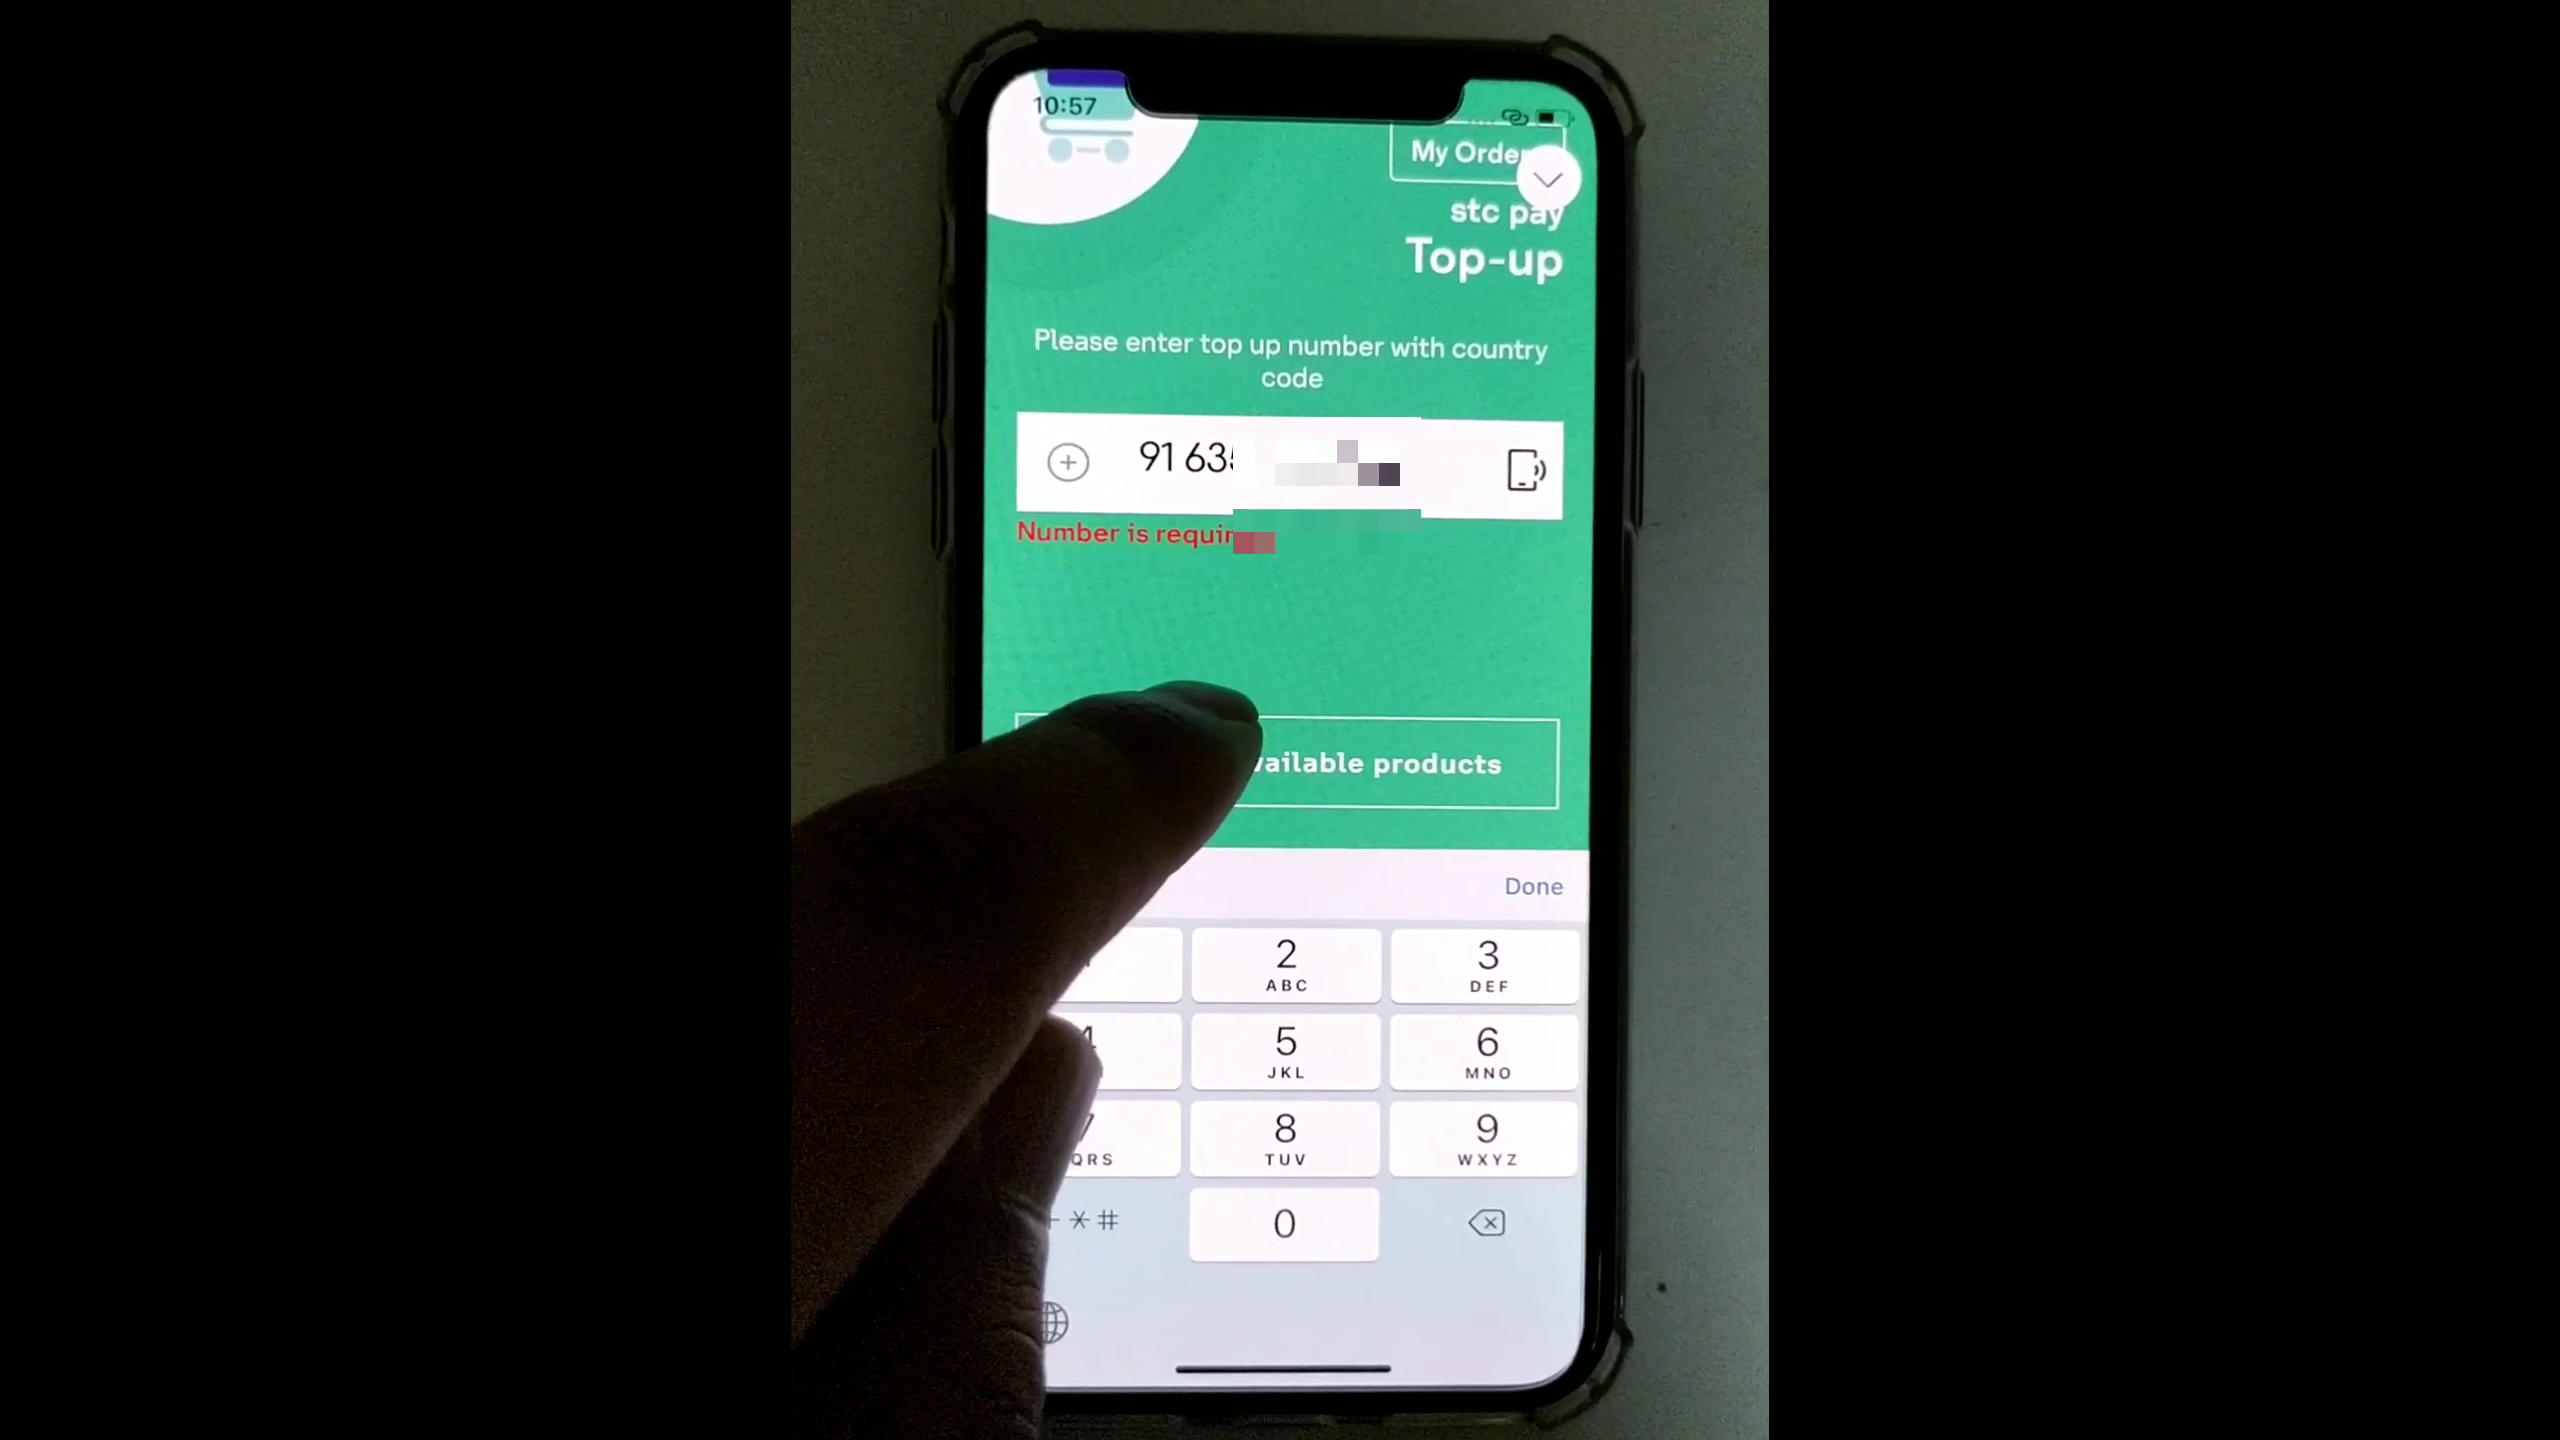 10:57
My Order
stc pay
Top-up
Please enter top up number with country
code
91 63
Number is requir
vailable products
Done
2
ABC
3
DEF
4
5
JKL
6
MNO
7
QRS
8
TUV
9
WXYZ
+*#
0